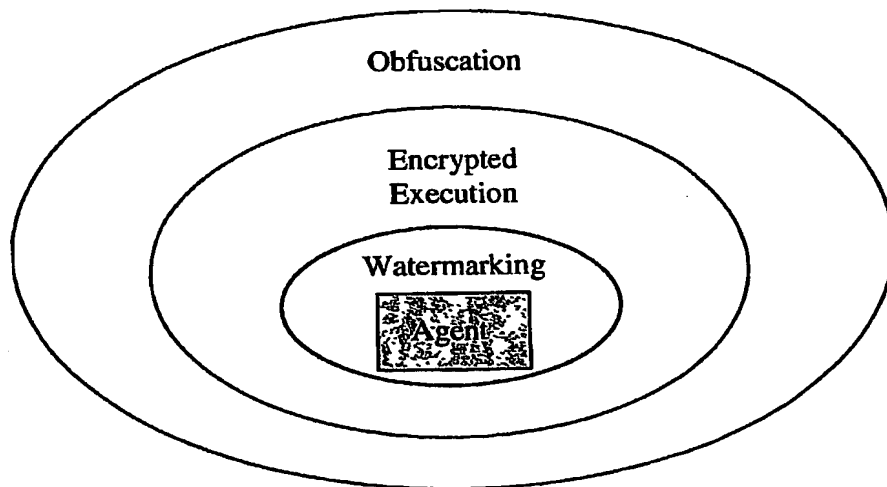 Obfuscation
Encrypted
Execution
Watermarking
Agent